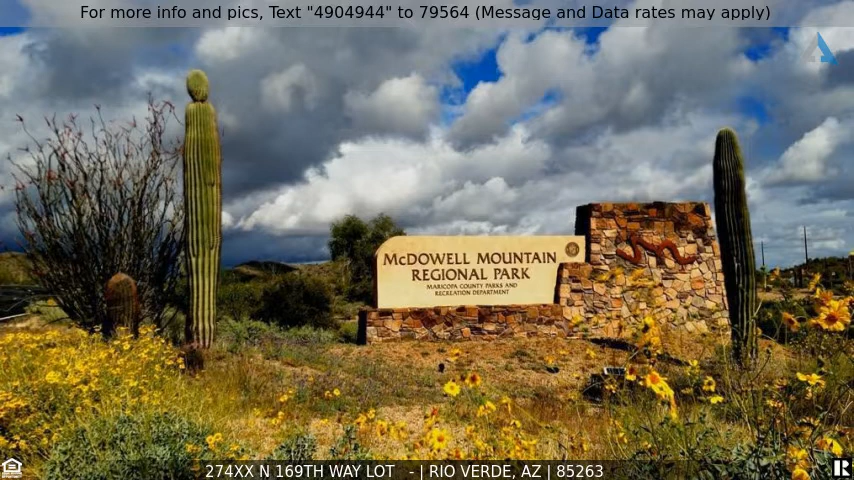 For more info and pics, Text "4904944" to 79564 (Message and Data rates may apply)
McDOWELL MOUNTAIN
REGIONAL PARK
MARICOPA COUNTY PARKS AND
RECREATION DEPARTMENT
274XX N 169TH WAY LOT - | RIO VERDE, AZ | 85263